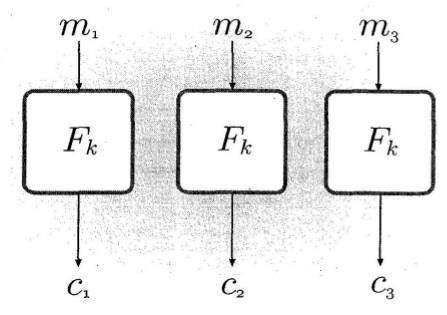 m₁ m₂ m₃
Fₖ Fₖ Fₖ
c₁ c₂ c₃